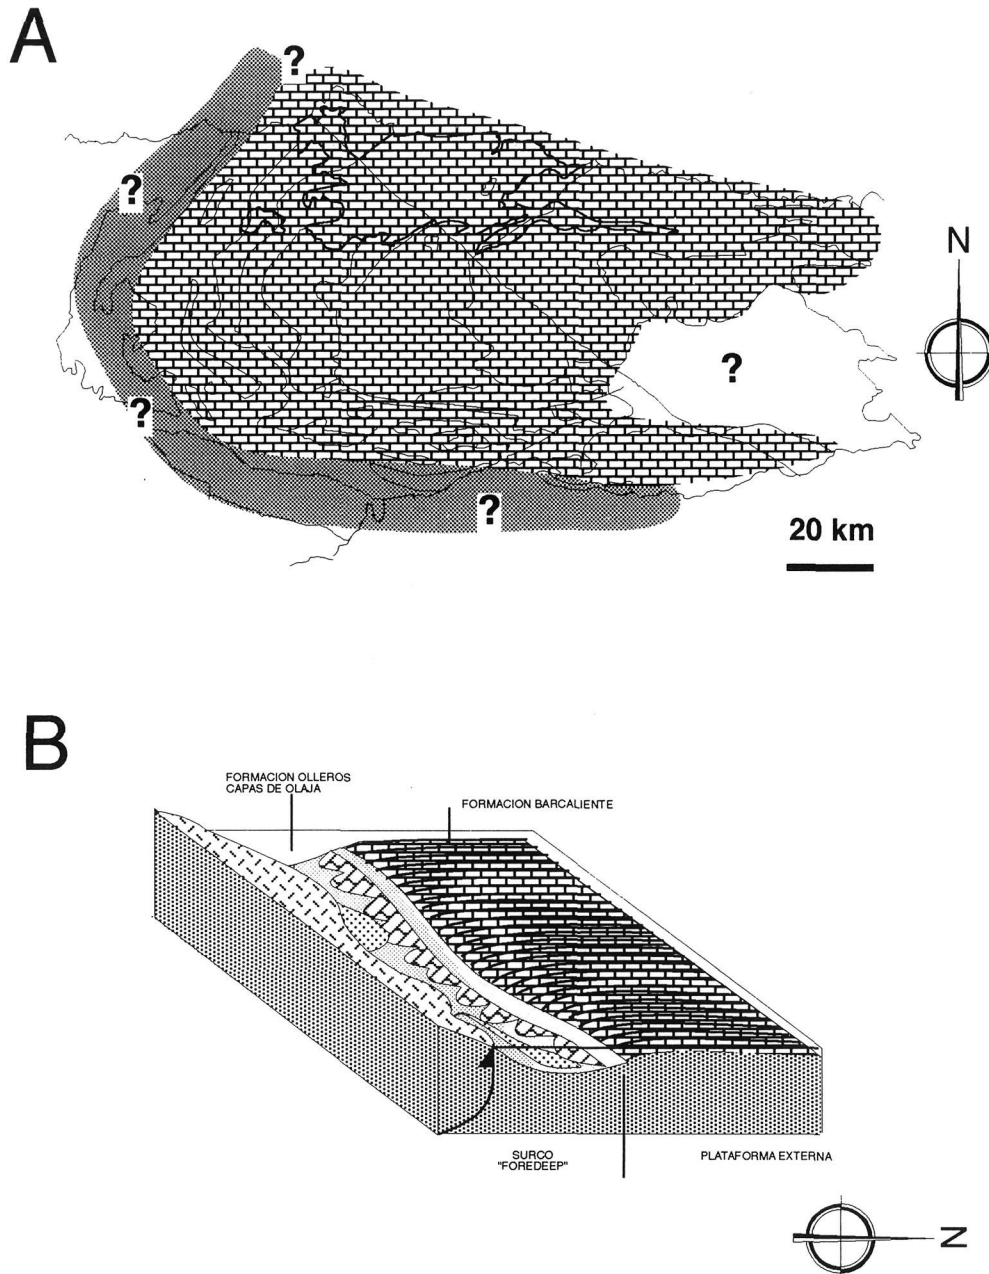 A
?
?
N
?
?
?
20 km
B
FORMACION OLLEROS
CAPAS DE OLAJA
FORMACION BARCALIENTE
SURCO
"FOREDEEP"
PLATAFORMA EXTERNA
N